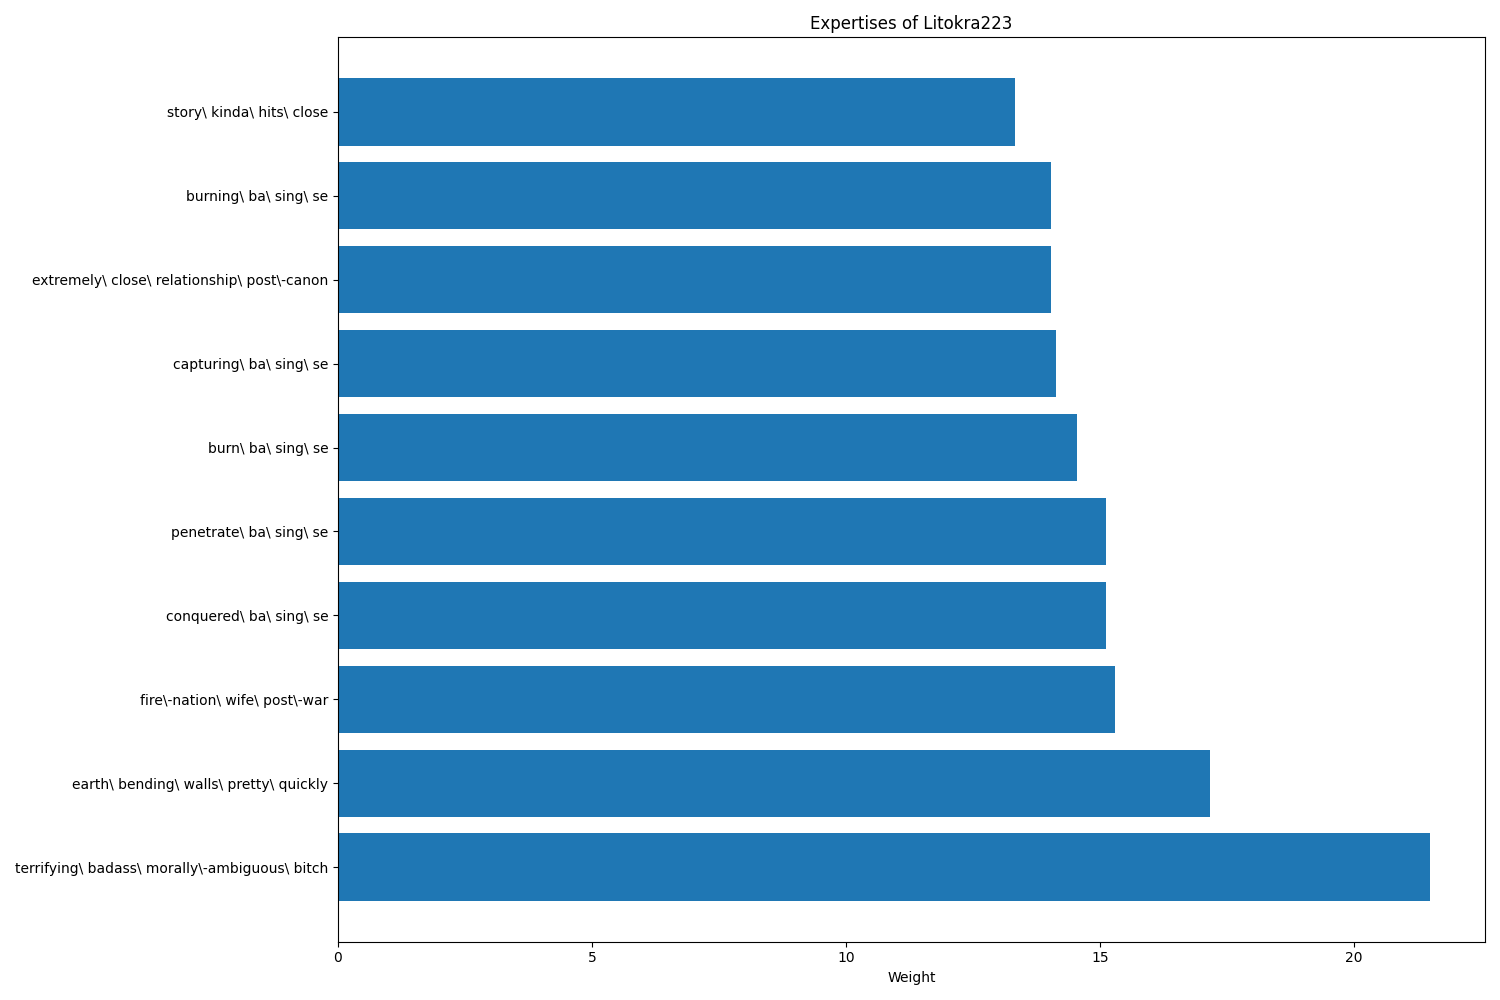 Expertises of Litokra223
story\ kinda\ hits\ close
burning\ ba\ sing\ se
extremely\ close\ relationship\ post\-canon
capturing\ ba\ sing\ se
burn\ ba\ sing\ se
penetrate\ ba\ sing\ se
conquered\ ba\ sing\ se
fire\-nation\ wife\ post\-war
earth\ bending\ walls\ pretty\ quickly
terrifying\ badass\ morally\-ambiguous\ bitch
0 5 10 15 20
Weight